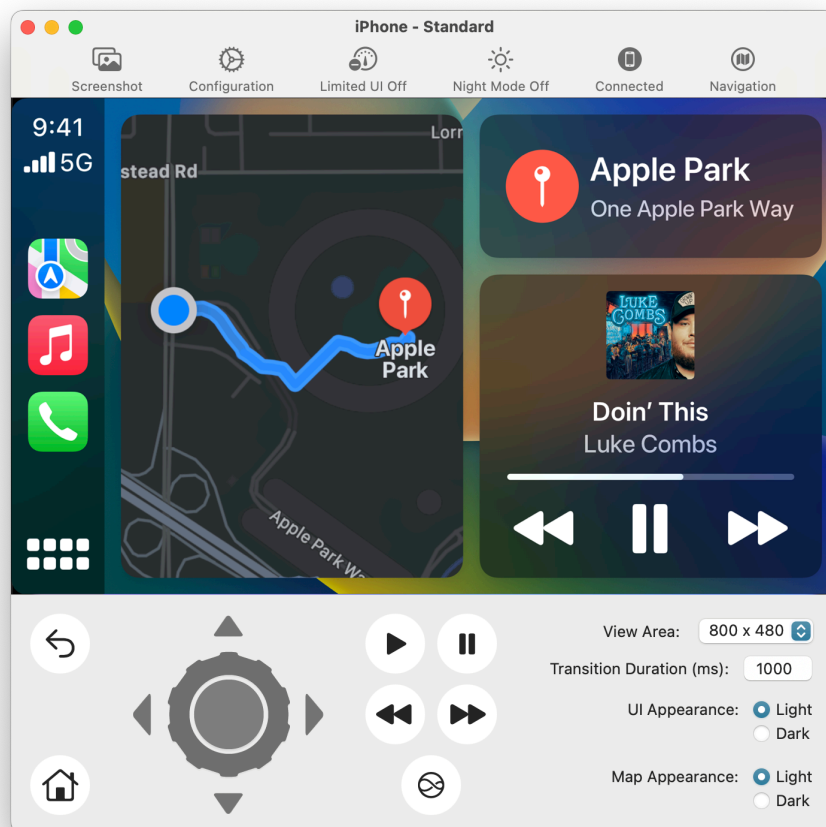 iPhone - Standard
Screenshot
Configuration
Limited UI Off
Night Mode Off
Connected
Navigation
9:41
5G
Lorr
stead Rd
Apple
Park
Apple Park Wa
Apple Park
One Apple Park Way
LUKE
COMBS
Doin’ This
Luke Combs
View Area: 800 x 480
Transition Duration (ms): 1000
UI Appearance: Light
Dark
Map Appearance: Light
Dark